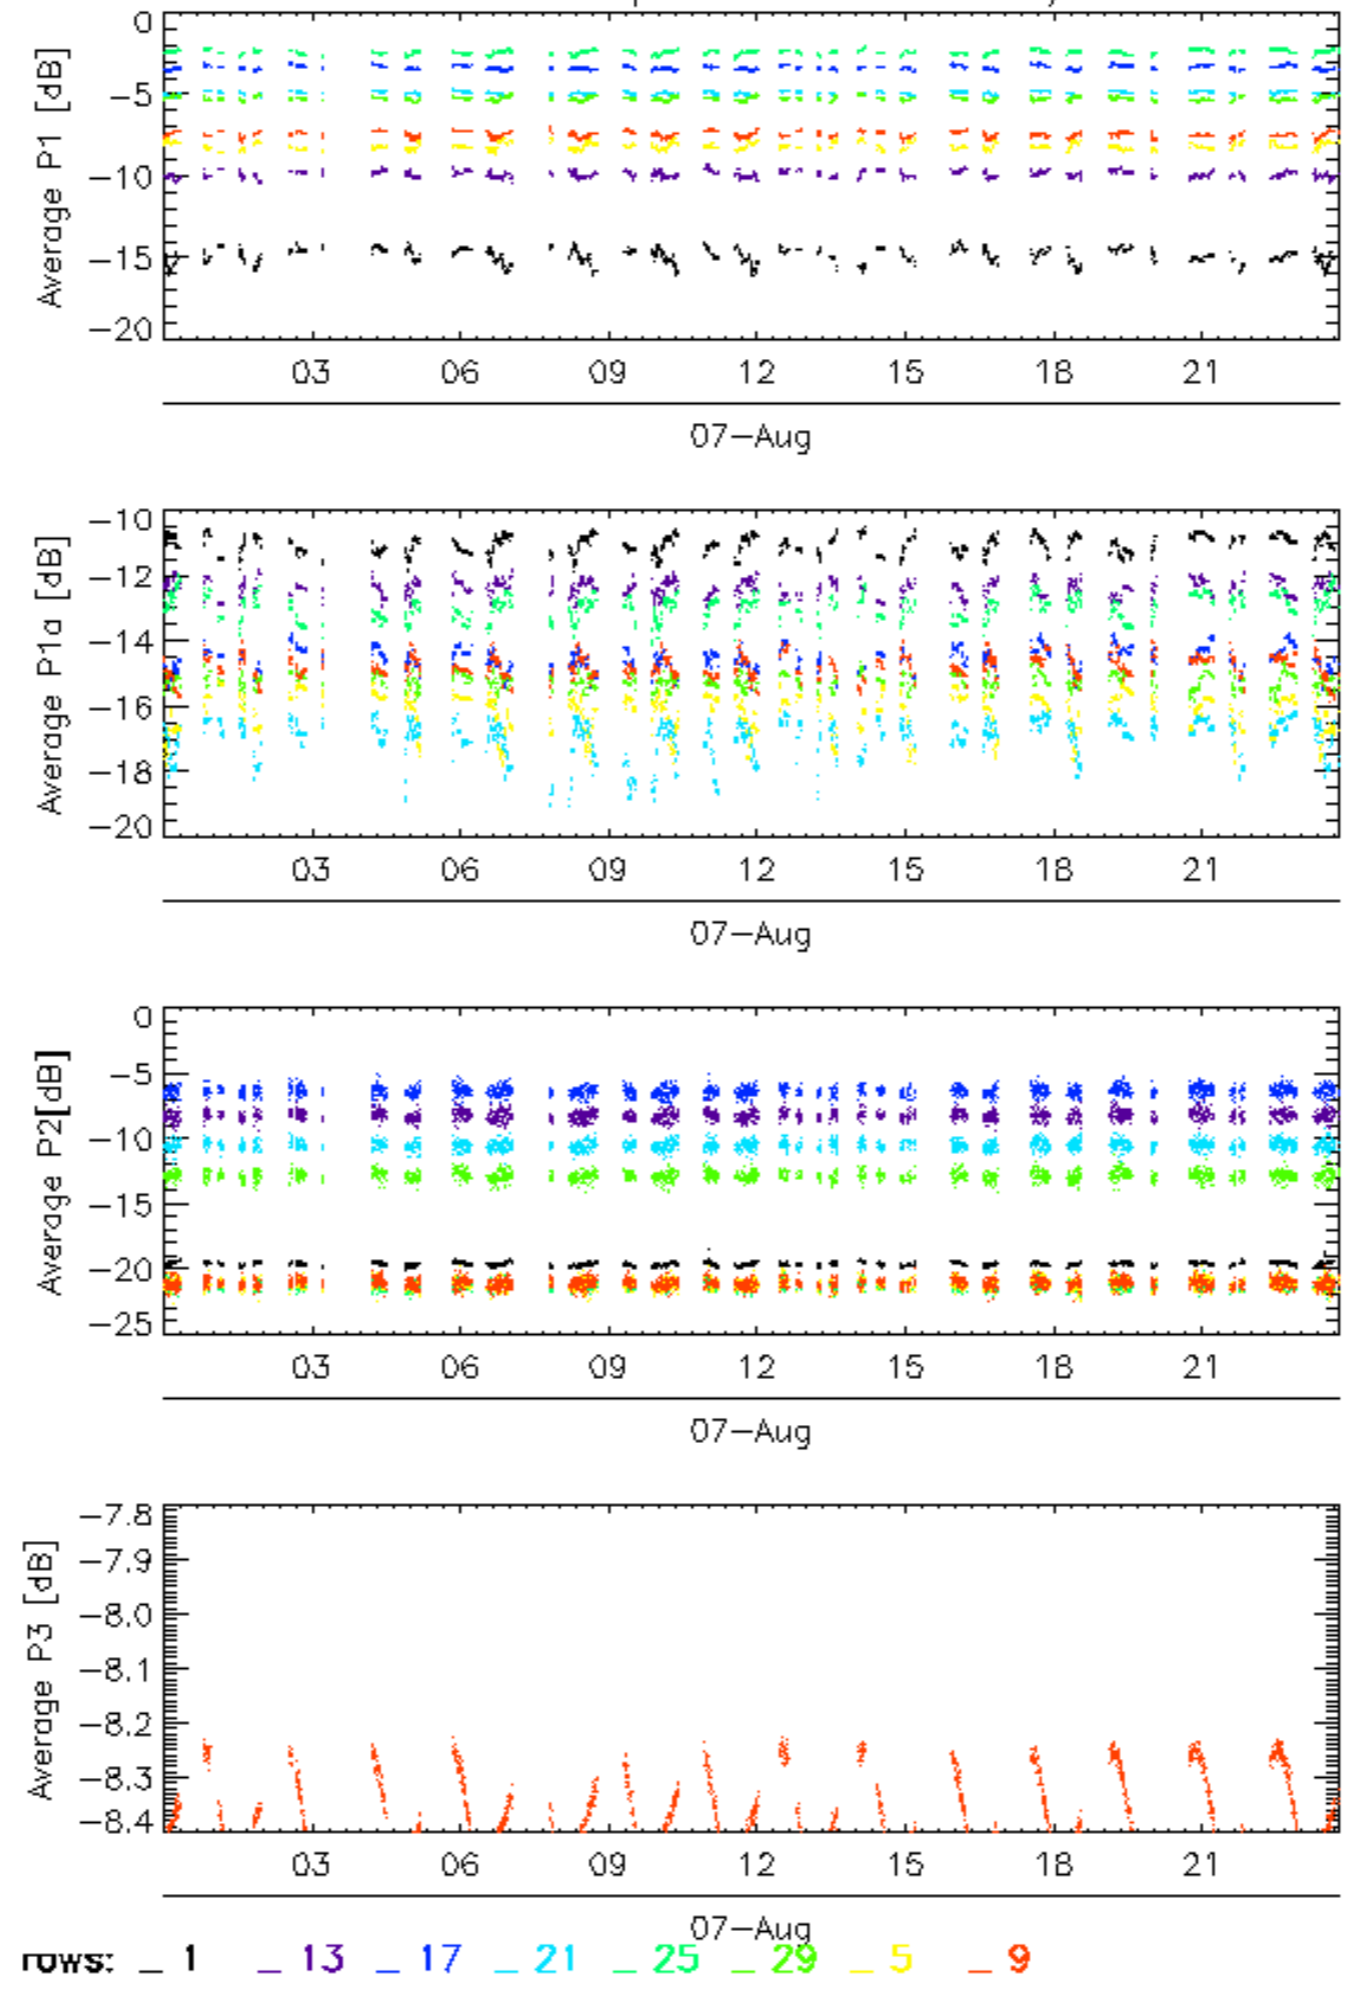 0
−5
−10
−15
−20
Average P1 [dB]
03 06 09 12 15 18 21
07−Aug
−10
−12
−14
−16
−18
−20
Average P1a [dB]
03 06 09 12 15 18 21
07−Aug
0
−5
−10
−15
−20
−25
Average P2[dB]
03 06 09 12 15 18 21
07−Aug
−7.8
−7.9
−8.0
−8.1
−8.2
−8.3
−8.4
Average P3 [dB]
03 06 09 12 15 18 21
07−Aug
rows: _ 1 _ 13 _ 17 _ 21 _ 25 _ 29 _ 5 _ 9